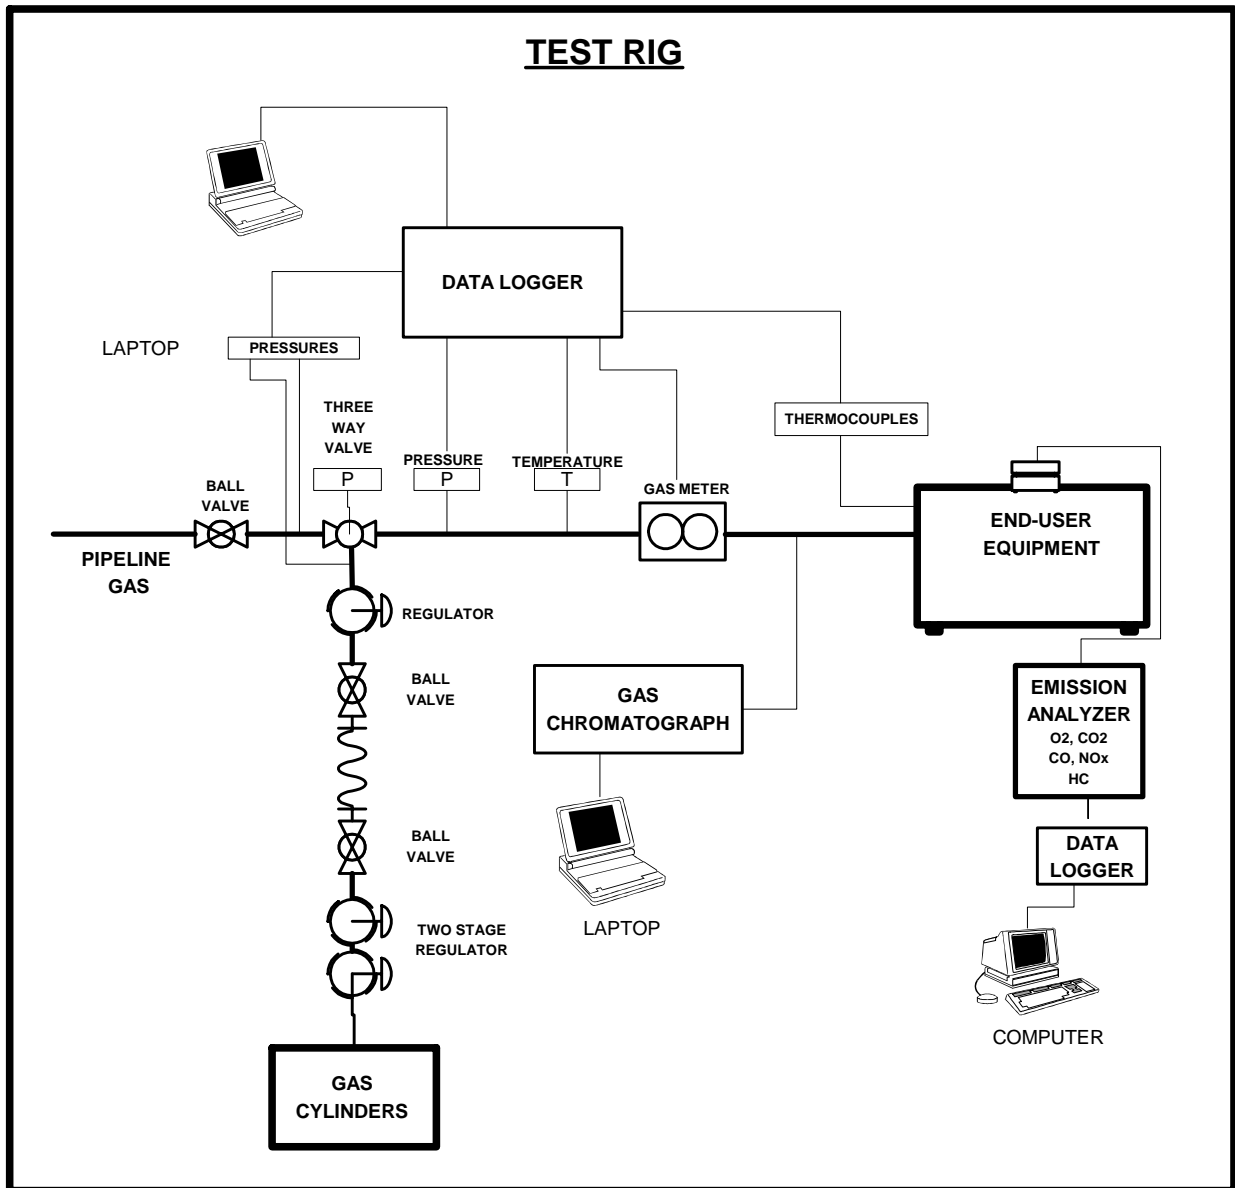 TEST RIG
DATA LOGGER
LAPTOP
PRESSURES
THREE
WAY
VALVE
P
PRESSURE
P
TEMPERATURE
T
THERMOCOUPLES
BALL
VALVE
GAS METER
PIPELINE
GAS
END-USER
EQUIPMENT
REGULATOR
BALL
VALVE
GAS
CHROMATOGRAPH
EMISSION
ANALYZER
O2, CO2
CO, NOx
HC
BALL
VALVE
DATA
LOGGER
LAPTOP
TWO STAGE
REGULATOR
COMPUTER
GAS
CYLINDERS